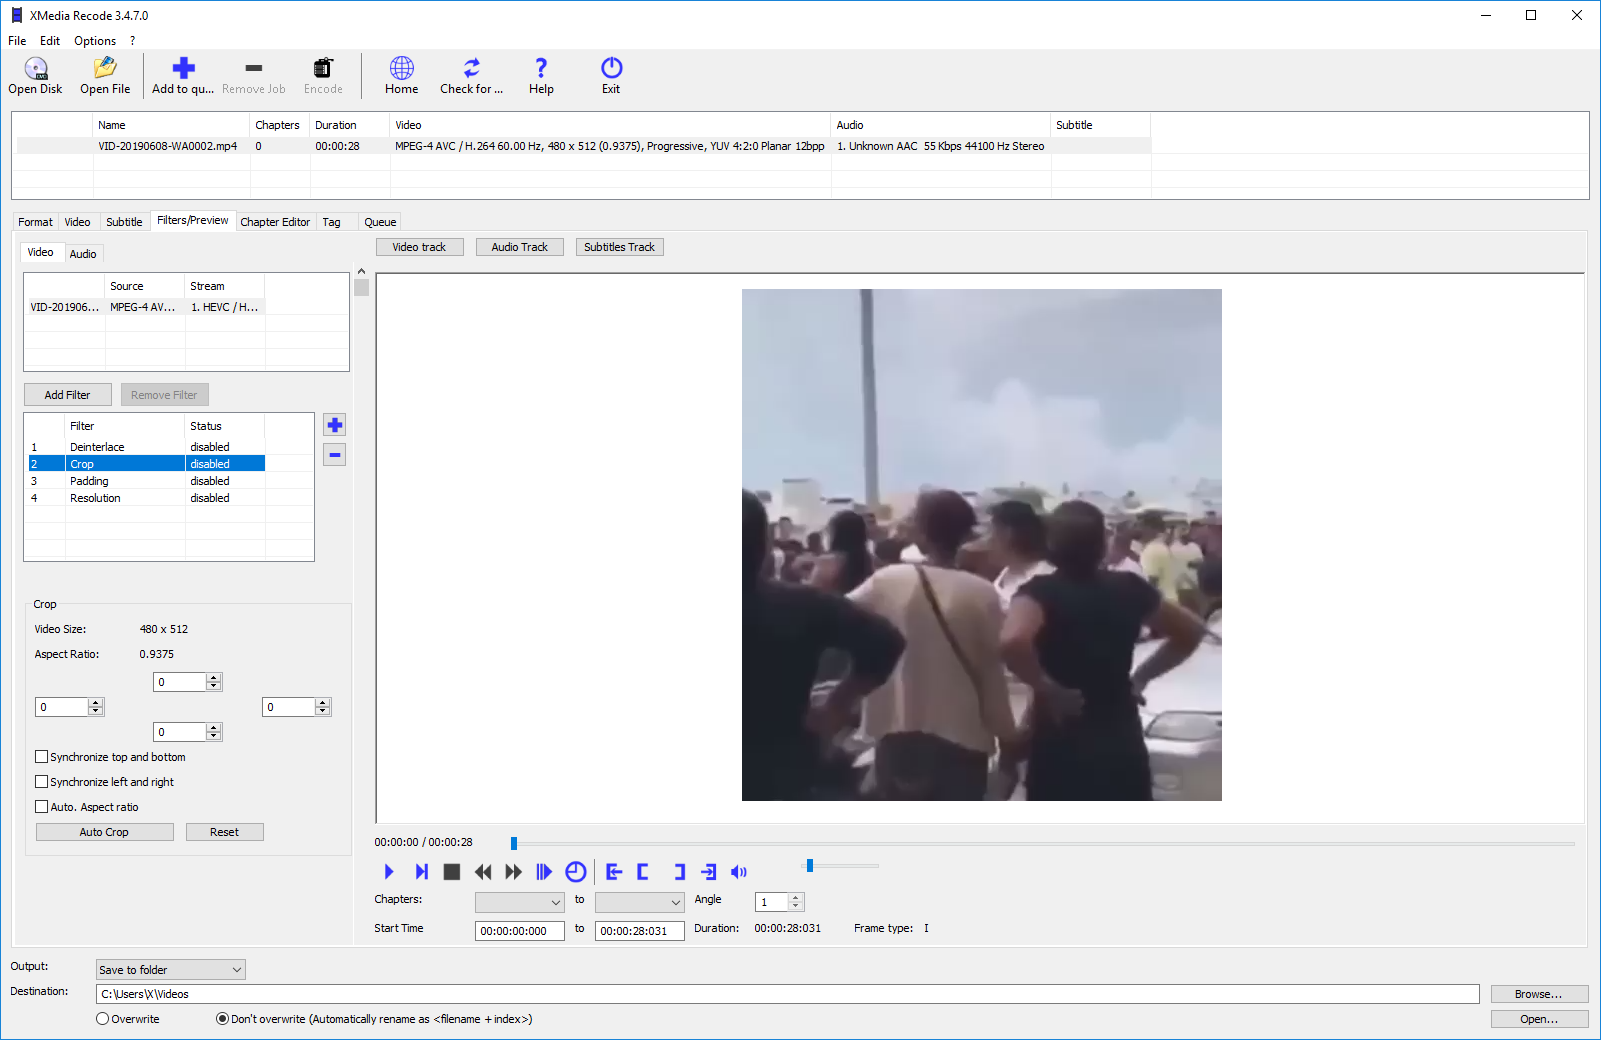 XMedia Recode 3.4.7.0
File Edit Options ?
Open Disk Open File Add to qu... Remove Job Encode Home Check for ... Help Exit
Name Chapters Duration Video Audio Subtitle
VID-20190608-WA0002.mp4 0 00:00:28 MPEG-4 AVC / H.264 60.00 Hz, 480 x 512 (0.9375), Progressive, YUV 4:2:0 Planar 12bpp 1. Unknown AAC 55 Kbps 44100 Hz Stereo
Format Video Subtitle Filters/Preview Chapter Editor Tag Queue
Video Audio
Video track Audio Track Subtitles Track
Source Stream
VID-201906... MPEG-4 AV... 1. HEVC / H...
Add Filter Remove Filter
Filter Status
1 Deinterlace disabled
2 Crop disabled
3 Padding disabled
4 Resolution disabled
Crop
Video Size: 480 x 512
Aspect Ratio: 0.9375
0
0 0
0
Synchronize top and bottom
Synchronize left and right
Auto. Aspect ratio
Auto Crop Reset
00:00:00 / 00:00:28
Chapters: to Angle 1
Start Time 00:00:00:000 to 00:00:28:031 Duration: 00:00:28:031 Frame type: I
Output: Save to folder
Destination: C:\Users\X\Videos Browse...
Overwrite Don't overwrite (Automatically rename as <filename + index>) Open...